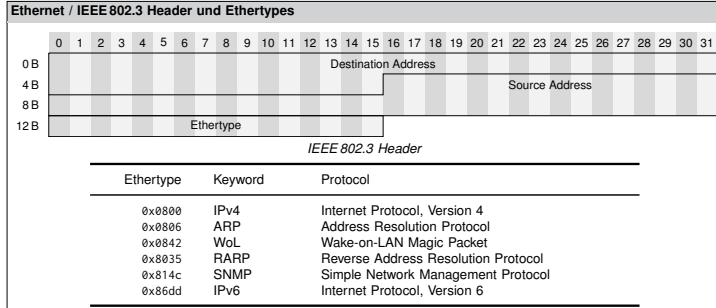 Ethernet / IEEE 802.3 Header und Ethertypes
0 1 2 3 4 5 6 7 8 9 10 11 12 13 14 15 16 17 18 19 20 21 22 23 24 25 26 27 28 29 30 31
0 B Destination Address
4 B Source Address
8 B
12 B Ethertype
IEEE 802.3 Header
Ethertype Keyword Protocol
0x0800 IPv4 Internet Protocol, Version 4
0x0806 ARP Address Resolution Protocol
0x0842 WoL Wake-on-LAN Magic Packet
0x8035 RARP Reverse Address Resolution Protocol
0x814c SNMP Simple Network Management Protocol
0x86dd IPv6 Internet Protocol, Version 6